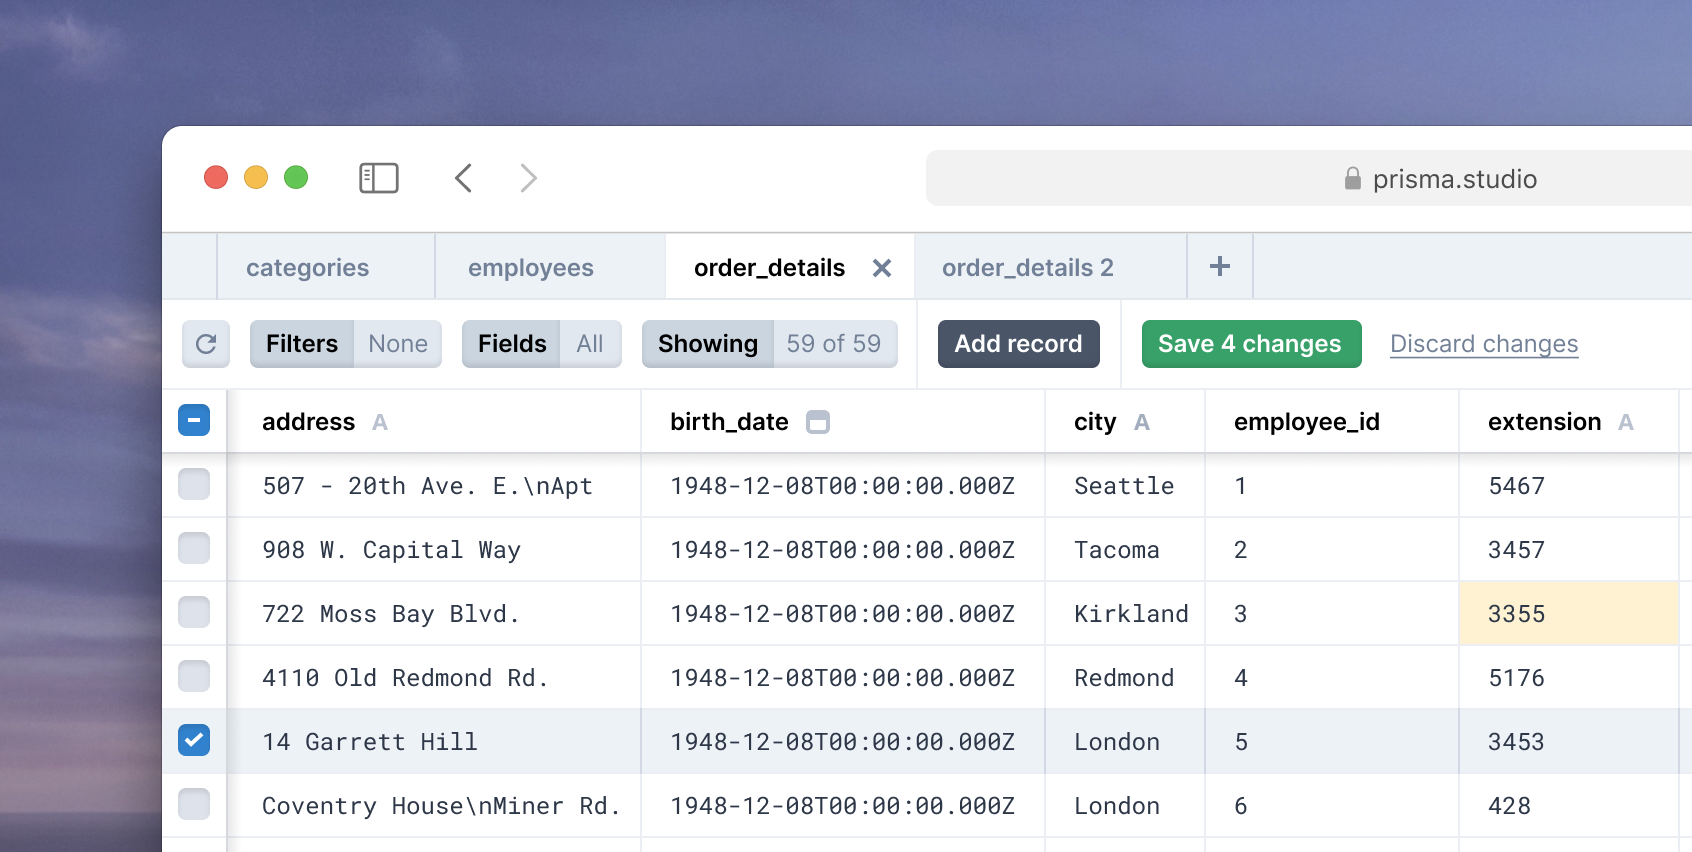 prisma.studio
categories employees order_details order_details 2
Filters None Fields All Showing 59 of 59 Add record Save 4 changes Discard changes
address A birth_date city A employee_id extension A
507 - 20th Ave. E.\nApt 1948-12-08T00:00:00.000Z Seattle 1 5467
908 W. Capital Way 1948-12-08T00:00:00.000Z Tacoma 2 3457
722 Moss Bay Blvd. 1948-12-08T00:00:00.000Z Kirkland 3 3355
4110 Old Redmond Rd. 1948-12-08T00:00:00.000Z Redmond 4 5176
14 Garrett Hill 1948-12-08T00:00:00.000Z London 5 3453
Coventry House\nMiner Rd. 1948-12-08T00:00:00.000Z London 6 428